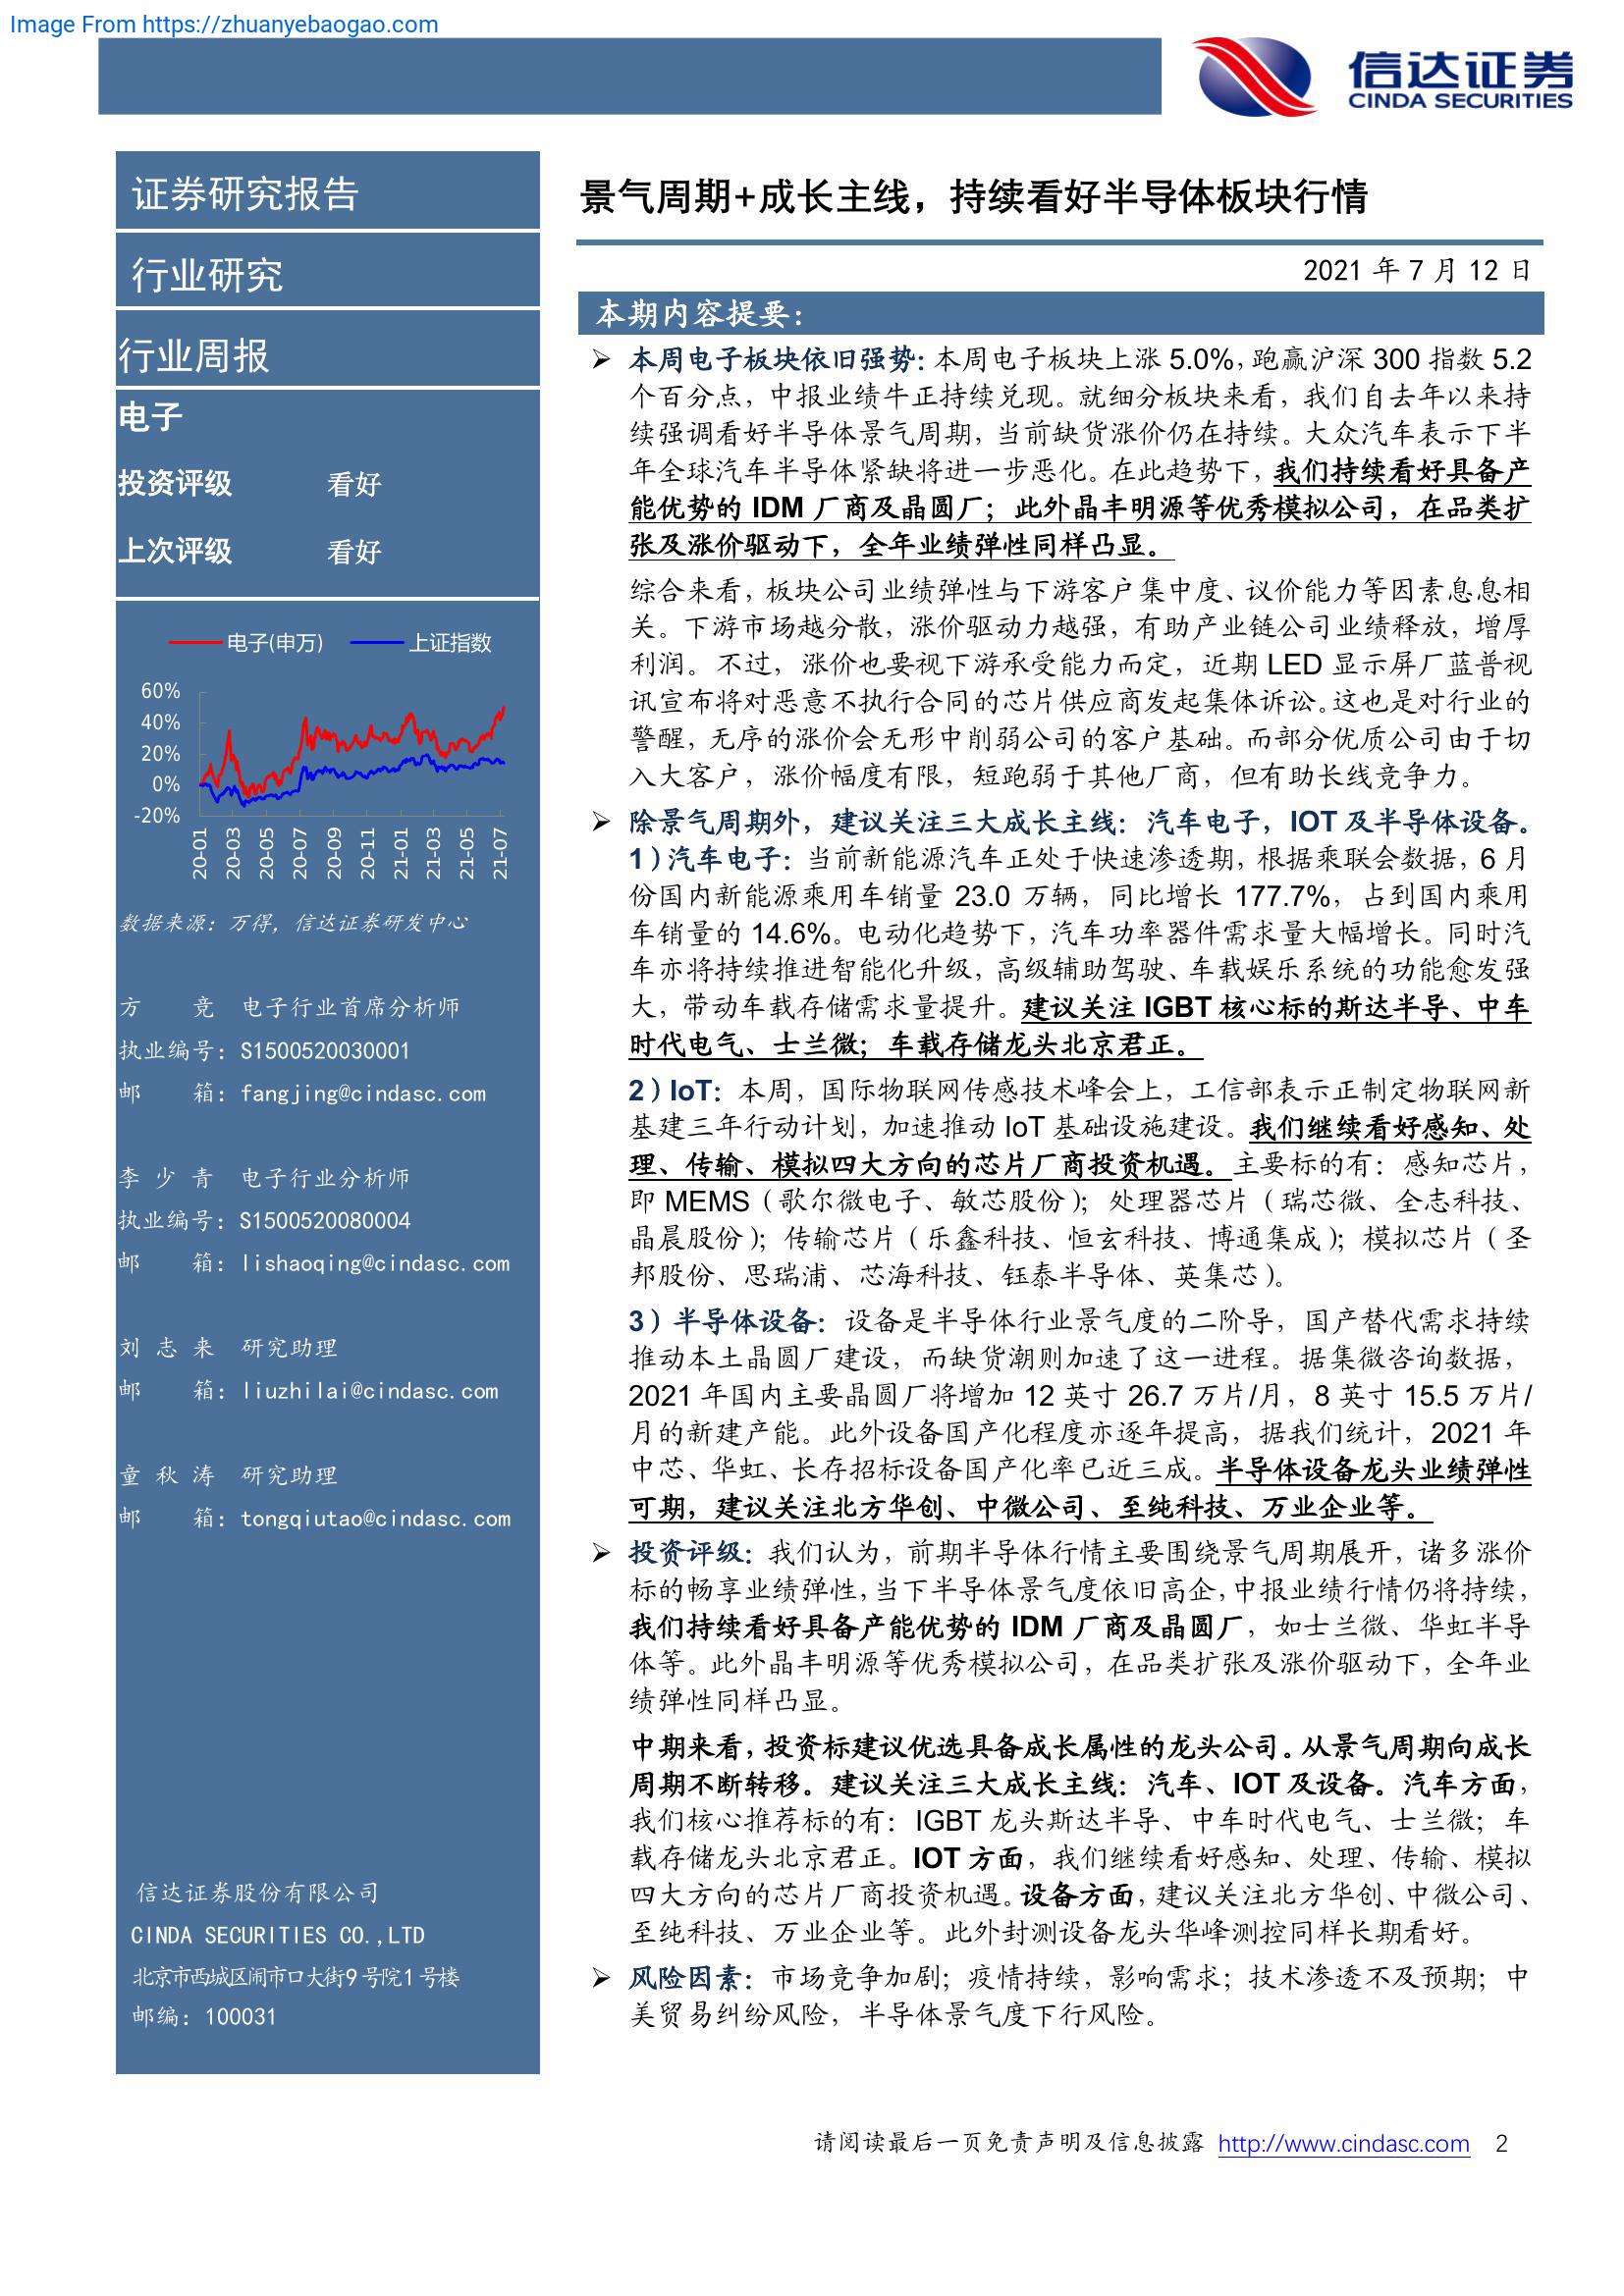 Image From https://zhuanyebaogao.com
信达证券
CINDA SECURITIES
证券研究报告
行业研究
行业周报
电子
投资评级 看好
上次评级 看好
电子(申万) 上证指数
60%
40%
20%
0%
-20%
20-01 20-03 20-05 20-07 20-09 20-11 21-01 21-03 21-05 21-07
数据来源：万得，信达证券研发中心
方 竞 电子行业首席分析师
执业编号：S1500520030001
邮 箱：fangjing@cindasc.com
李 少 青 电子行业分析师
执业编号：S1500520080004
邮 箱：lishaoqing@cindasc.com
刘 志 来 研究助理
邮 箱：liuzhilai@cindasc.com
童 秋 涛 研究助理
邮 箱：tongqiutao@cindasc.com
信达证券股份有限公司
CINDA SECURITIES CO.,LTD
北京市西城区闹市口大街9号院1号楼
邮编：100031
景气周期+成长主线，持续看好半导体板块行情
2021 年 7 月 12 日
本期内容提要：
➢ 本周电子板块依旧强势：本周电子板块上涨 5.0%，跑赢沪深 300 指数 5.2
个百分点，中报业绩牛正持续兑现。就细分板块来看，我们自去年以来持
续强调看好半导体景气周期，当前缺货涨价仍在持续。大众汽车表示下半
年全球汽车半导体紧缺将进一步恶化。在此趋势下，我们持续看好具备产
能优势的 IDM 厂商及晶圆厂；此外晶丰明源等优秀模拟公司，在品类扩
张及涨价驱动下，全年业绩弹性同样凸显。
综合来看，板块公司业绩弹性与下游客户集中度、议价能力等因素息息相
关。下游市场越分散，涨价驱动力越强，有助产业链公司业绩释放，增厚
利润。不过，涨价也要视下游承受能力而定，近期 LED 显示屏厂蓝普视
讯宣布将对恶意不执行合同的芯片供应商发起集体诉讼。这也是对行业的
警醒，无序的涨价会无形中削弱公司的客户基础。而部分优质公司由于切
入大客户，涨价幅度有限，短跑弱于其他厂商，但有助长线竞争力。
➢ 除景气周期外，建议关注三大成长主线：汽车电子，IOT 及半导体设备。
1）汽车电子：当前新能源汽车正处于快速渗透期，根据乘联会数据，6 月
份国内新能源乘用车销量 23.0 万辆，同比增长 177.7%，占到国内乘用
车销量的 14.6%。电动化趋势下，汽车功率器件需求量大幅增长。同时汽
车亦将持续推进智能化升级，高级辅助驾驶、车载娱乐系统的功能愈发强
大，带动车载存储需求量提升。建议关注 IGBT 核心标的斯达半导、中车
时代电气、士兰微；车载存储龙头北京君正。
2）IoT：本周，国际物联网传感技术峰会上，工信部表示正制定物联网新
基建三年行动计划，加速推动 IoT 基础设施建设。我们继续看好感知、处
理、传输、模拟四大方向的芯片厂商投资机遇。主要标的有：感知芯片，
即 MEMS（歌尔微电子、敏芯股份）；处理器芯片（瑞芯微、全志科技、
晶晨股份）；传输芯片（乐鑫科技、恒玄科技、博通集成）；模拟芯片（圣
邦股份、思瑞浦、芯海科技、钰泰半导体、英集芯）。
3）半导体设备：设备是半导体行业景气度的二阶导，国产替代需求持续
推动本土晶圆厂建设，而缺货潮则加速了这一进程。据集微咨询数据，
2021 年国内主要晶圆厂将增加 12 英寸 26.7 万片/月，8 英寸 15.5 万片/
月的新建产能。此外设备国产化程度亦逐年提高，据我们统计，2021 年
中芯、华虹、长存招标设备国产化率已近三成。半导体设备龙头业绩弹性
可期，建议关注北方华创、中微公司、至纯科技、万业企业等。
➢ 投资评级：我们认为，前期半导体行情主要围绕景气周期展开，诸多涨价
标的畅享业绩弹性，当下半导体景气度依旧高企，中报业绩行情仍将持续，
我们持续看好具备产能优势的 IDM 厂商及晶圆厂，如士兰微、华虹半导
体等。此外晶丰明源等优秀模拟公司，在品类扩张及涨价驱动下，全年业
绩弹性同样凸显。
中期来看，投资标建议优选具备成长属性的龙头公司。从景气周期向成长
周期不断转移。建议关注三大成长主线：汽车、IOT 及设备。汽车方面，
我们核心推荐标的有：IGBT 龙头斯达半导、中车时代电气、士兰微；车
载存储龙头北京君正。IOT 方面，我们继续看好感知、处理、传输、模拟
四大方向的芯片厂商投资机遇。设备方面，建议关注北方华创、中微公司、
至纯科技、万业企业等。此外封测设备龙头华峰测控同样长期看好。
➢ 风险因素：市场竞争加剧；疫情持续，影响需求；技术渗透不及预期；中
美贸易纠纷风险，半导体景气度下行风险。
请阅读最后一页免责声明及信息披露 http://www.cindasc.com 2